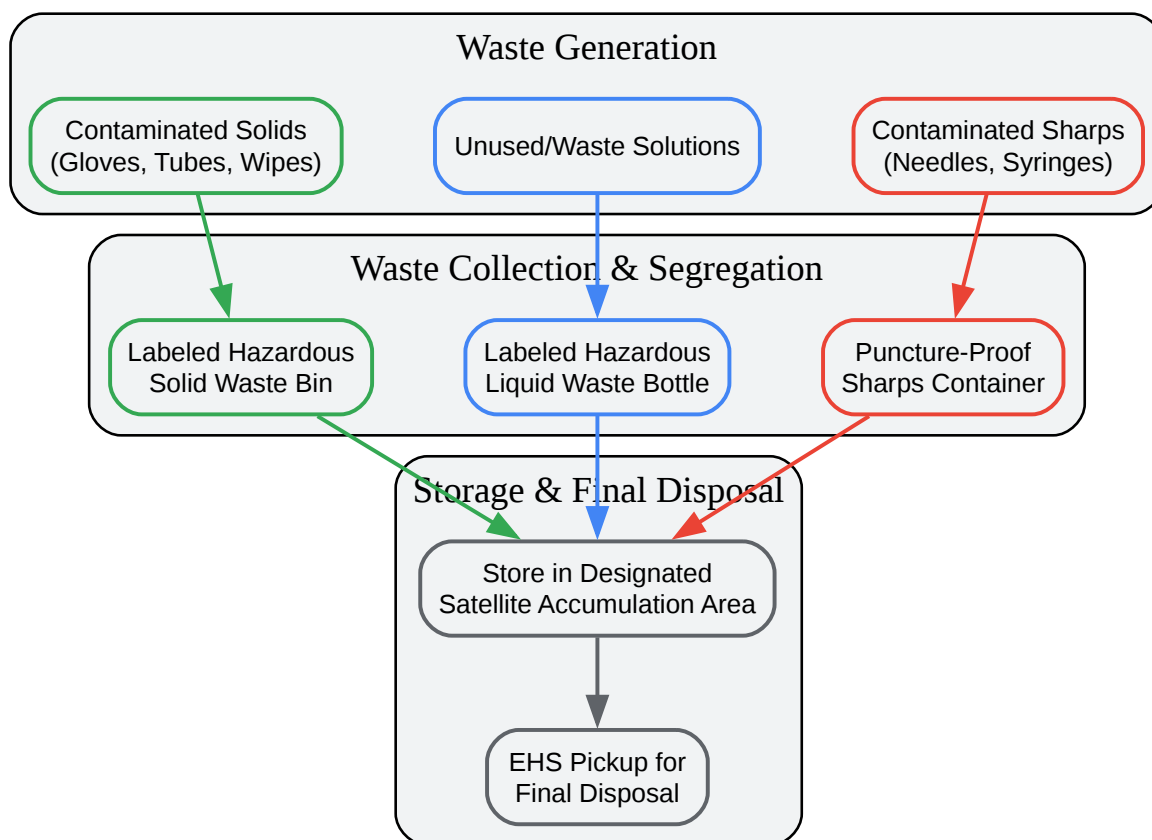 Waste Generation
Contaminated Solids
(Gloves, Tubes, Wipes)
Unused/Waste Solutions
Contaminated Sharps
(Needles, Syringes)
Waste Collection & Segregation
Labeled Hazardous
Solid Waste Bin
Labeled Hazardous
Liquid Waste Bottle
Puncture-Proof
Sharps Container
Storage & Final Disposal
Store in Designated
Satellite Accumulation Area
EHS Pickup for
Final Disposal